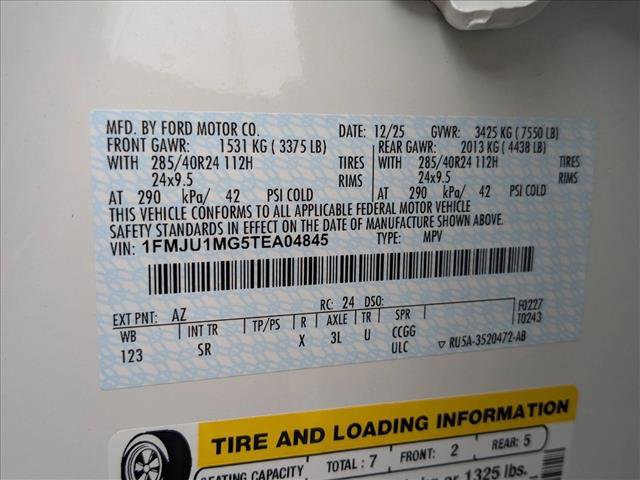 MFD. BY FORD MOTOR CO. DATE: 12/25 GVWR: 3425 KG (7550 LB)
FRONT GAWR: 1531 KG (3375 LB) REAR GAWR: 2013 KG (4438 LB)
WITH 285/40R24 112H TIRES WITH 285/40R24 112H TIRES
24x9.5 RIMS 24x9.5 RIMS
AT 290 kPa/ 42 PSI COLD AT 290 kPa/ 42 PSI COLD
THIS VEHICLE CONFORMS TO ALL APPLICABLE FEDERAL MOTOR VEHICLE
SAFETY STANDARDS IN EFFECT ON THE DATE OF MANUFACTURE SHOWN ABOVE.
VIN: 1FMJU1MG5TEA04845 TYPE: MPV
EXT PNT: AZ RC: 24 DSO: F0227
WB INT TR TP/PS R AXLE TR SPR T0243
123 SR X 3L U CCGG
ULC ▽ RU5A-3520472-AB
TIRE AND LOADING INFORMATION
SEATING CAPACITY TOTAL: 7 FRONT: 2 REAR: 5
or 1325 lbs.